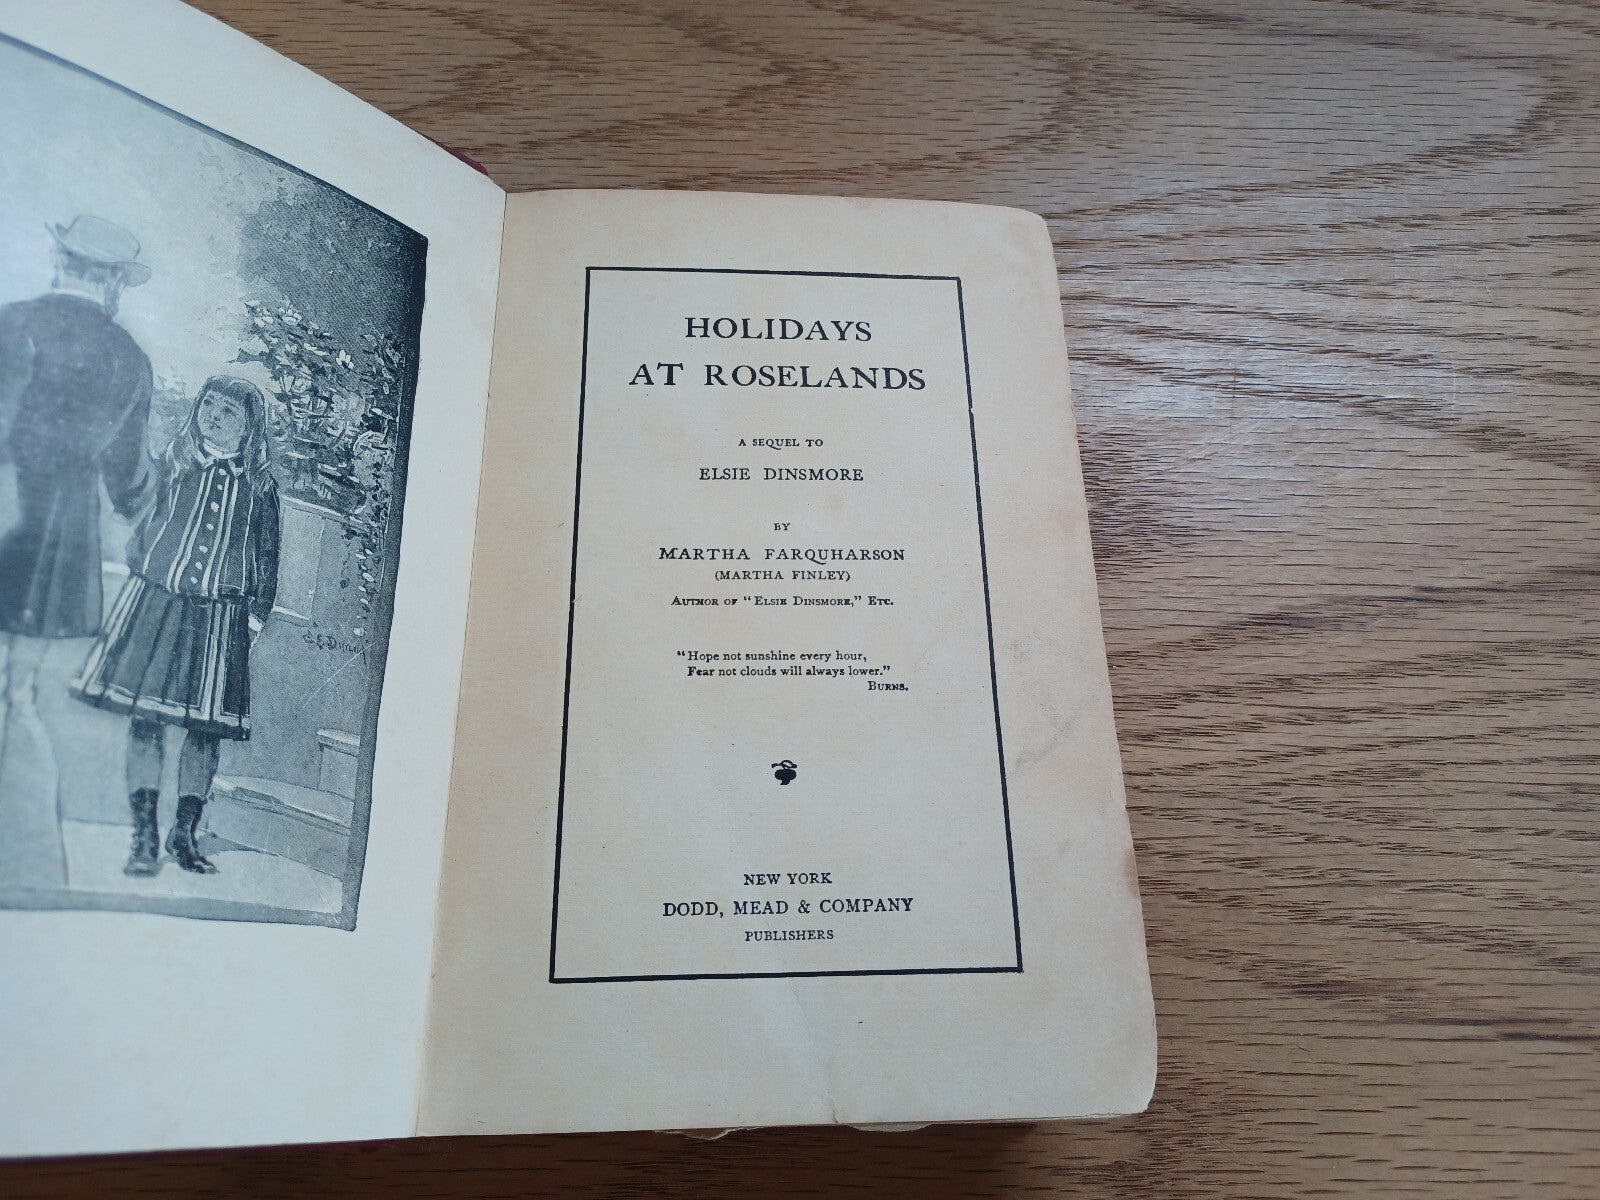 HOLIDAYS
AT ROSELANDS
A SEQUEL TO
ELSIE DINSMORE
BY
MARTHA FARQUHARSON
(MARTHA FINLEY)
AUTHOR OF "ELSIE DINSMORE," ETC.
"Hope not sunshine every hour,
Fear not clouds will always lower."
BURNS.
NEW YORK
DODD, MEAD & COMPANY
PUBLISHERS